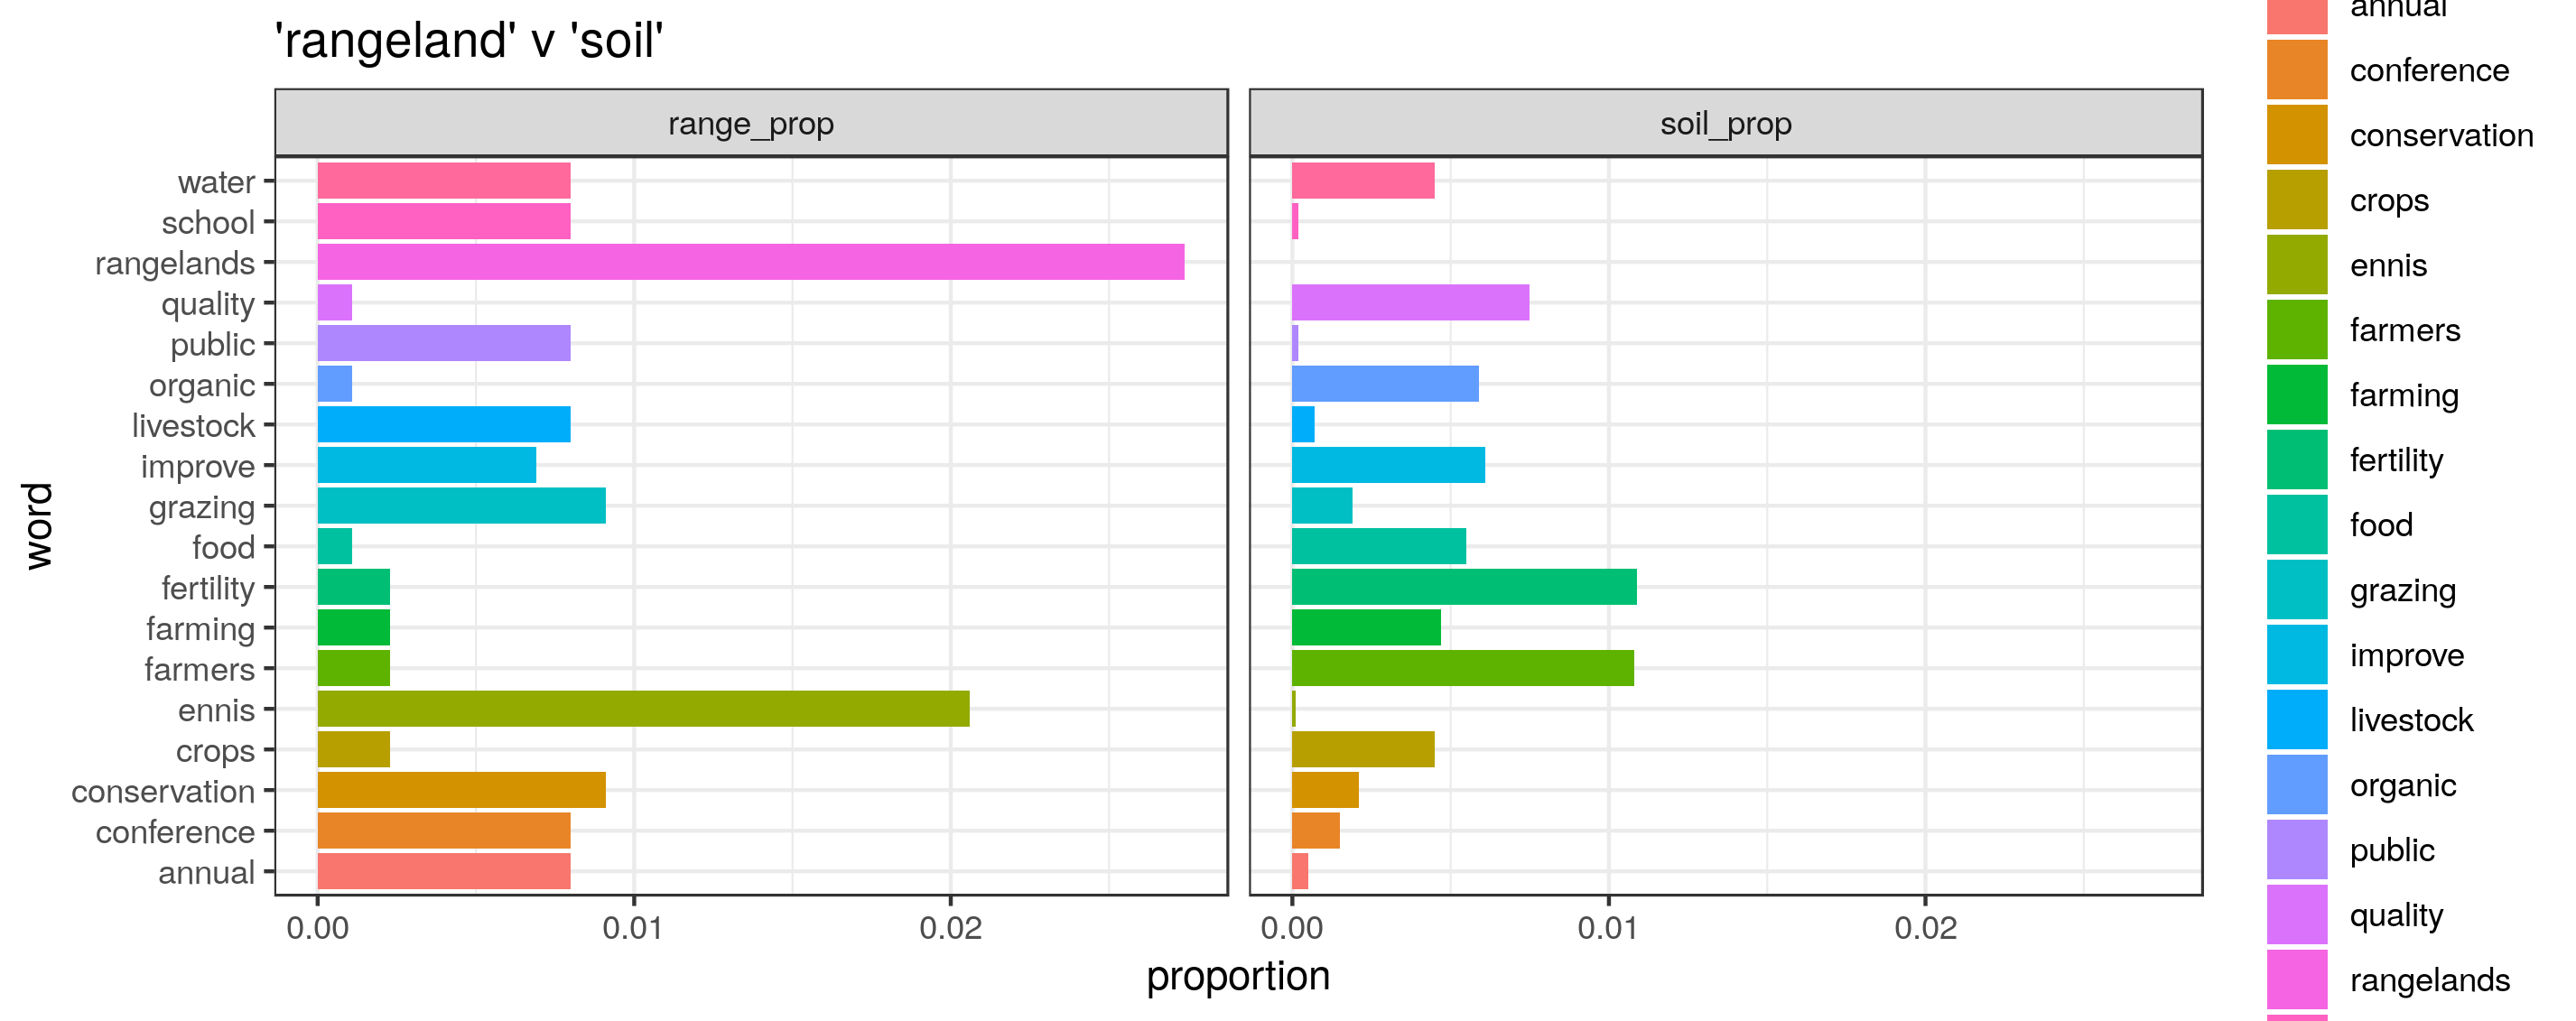 'rangeland' v 'soil'
range_prop
soil_prop
word
water
school
rangelands
quality
public
organic
livestock
improve
grazing
food
fertility
farming
farmers
ennis
crops
conservation
conference
annual
0.00
0.01
0.02
0.00
0.01
0.02
proportion
annual
conference
conservation
crops
ennis
farmers
farming
fertility
food
grazing
improve
livestock
organic
public
quality
rangelands